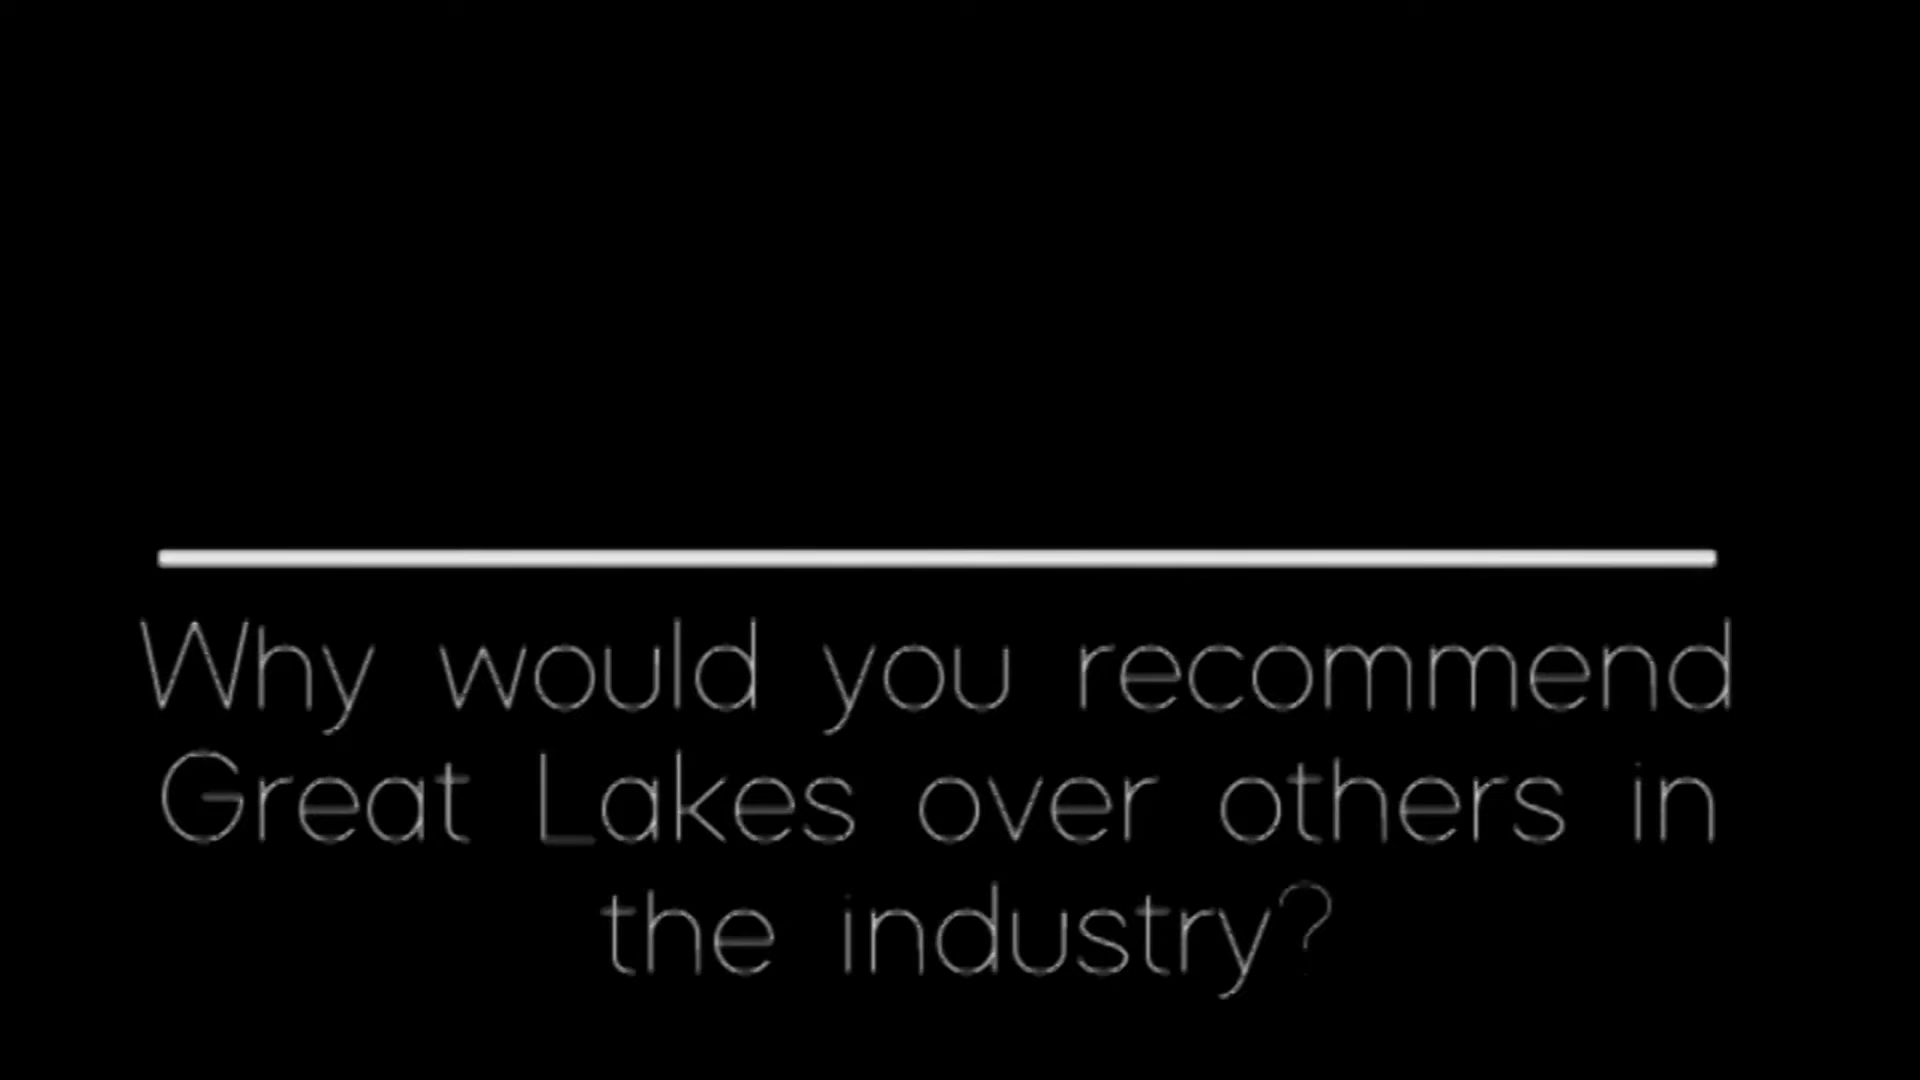 Why would you recommend
Great Lakes over others in
the industry?